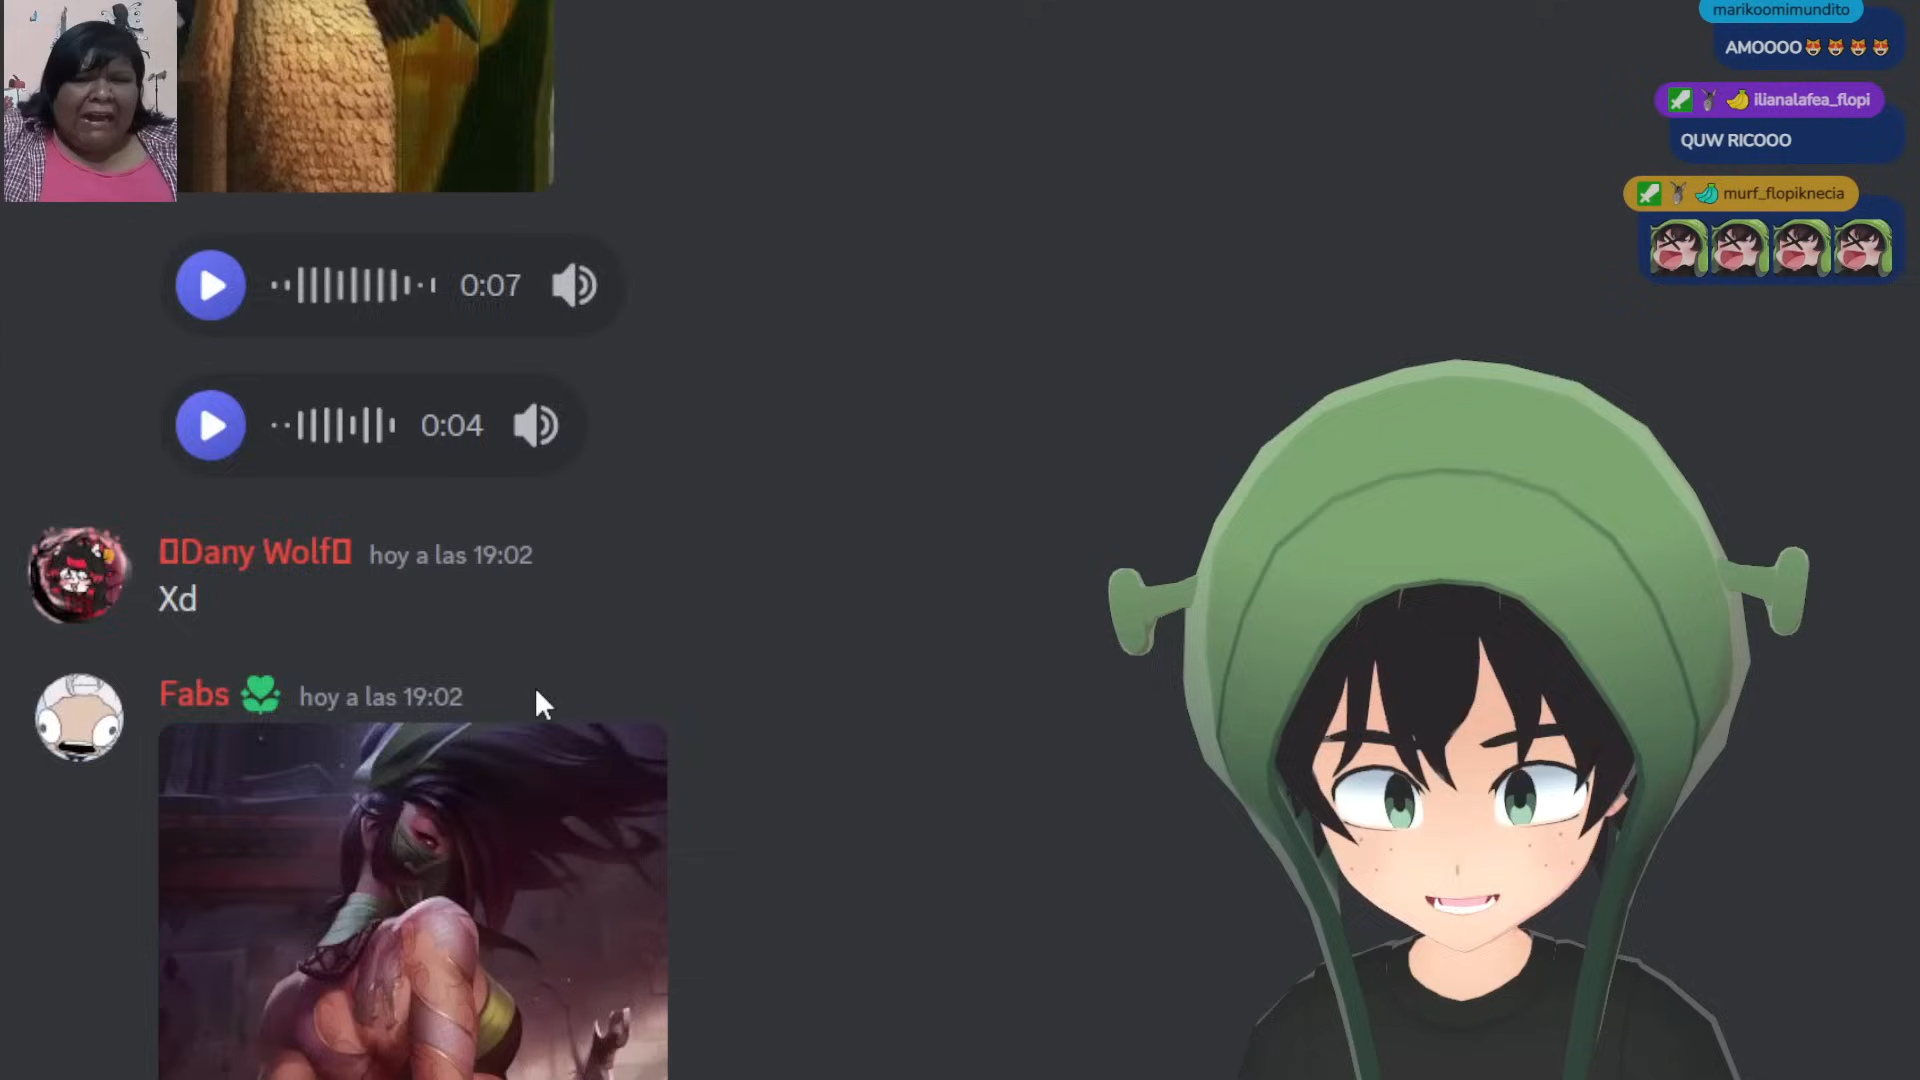 marikoomimundito
AMOOOO
ilianalafea_flopi
QUW RICOOO
murf_flopiknecia
0:07
0:04
Dany Wolf hoy a las 19:02
Xd
Fabs hoy a las 19:02